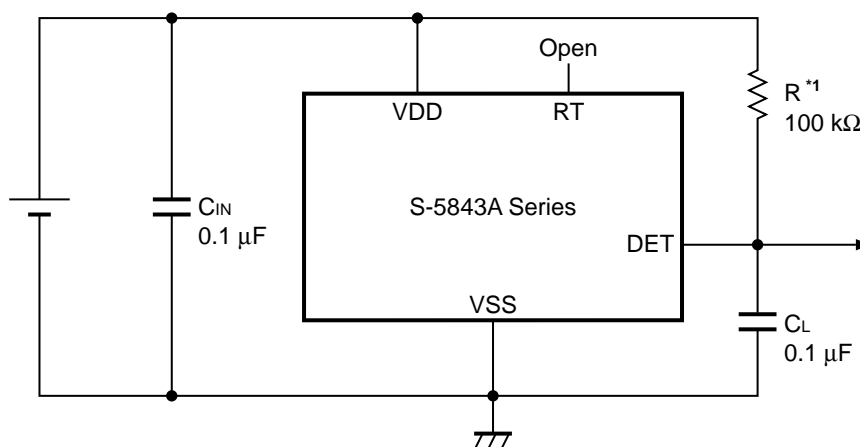 Open
R *1
100 kΩ
VDD
RT
CIN
0.1 μF
S-5843A Series
DET
VSS
CL
0.1 μF